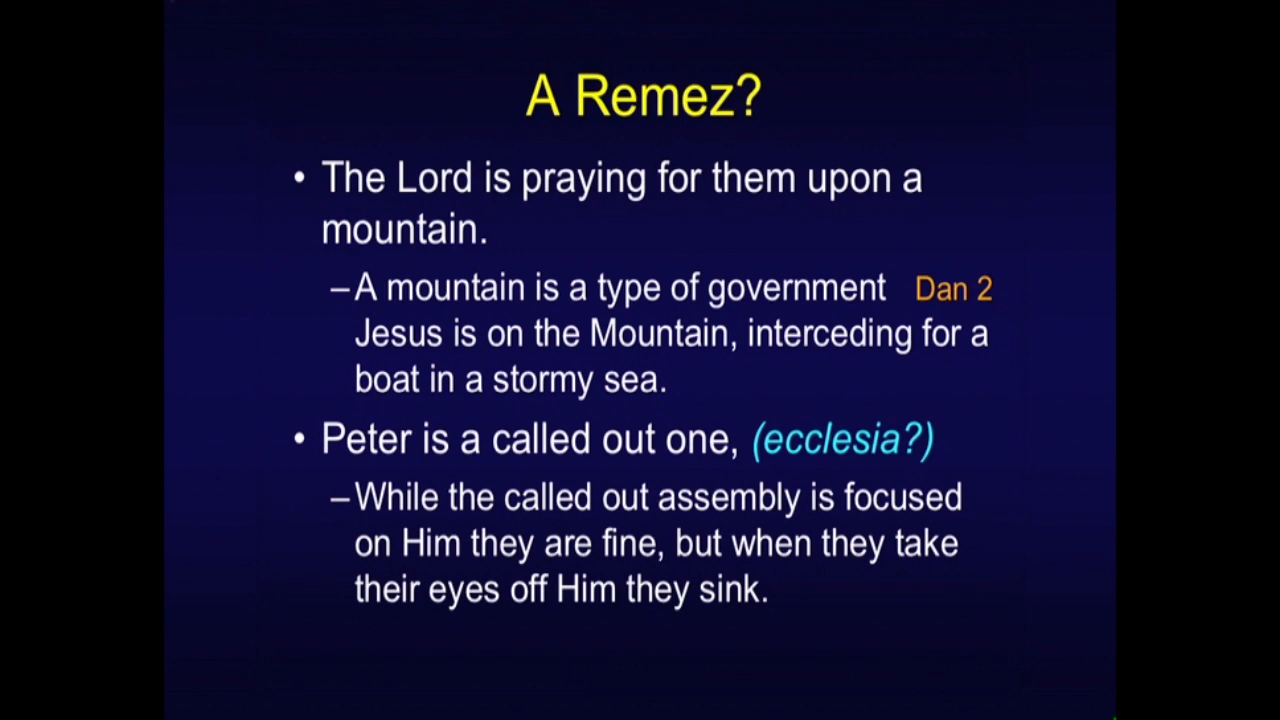 A Remez?
• The Lord is praying for them upon a
mountain.
–A mountain is a type of government Dan 2
Jesus is on the Mountain, interceding for a
boat in a stormy sea.
• Peter is a called out one, (ecclesia?)
–While the called out assembly is focused
on Him they are fine, but when they take
their eyes off Him they sink.